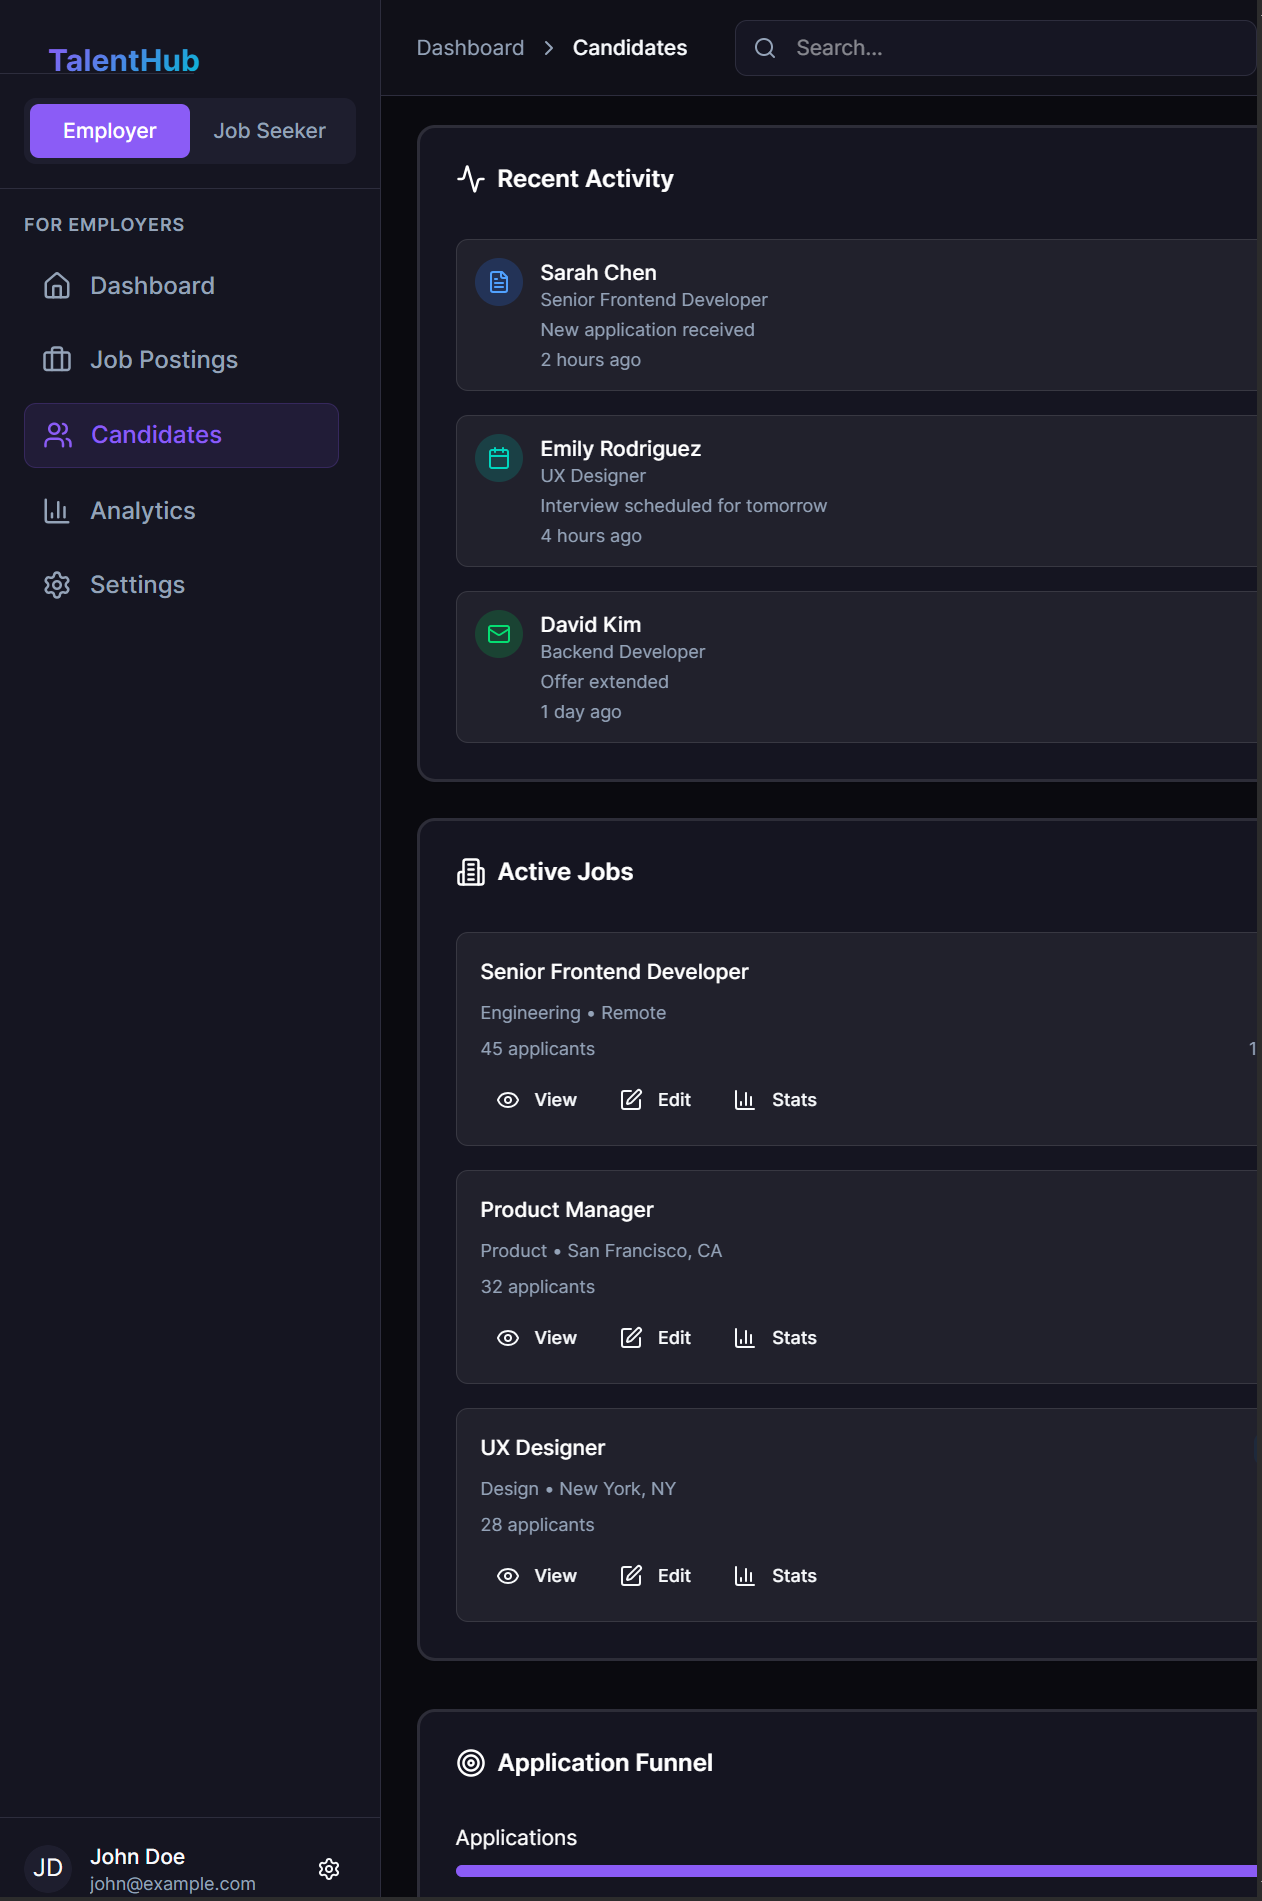 TalentHub
Employer
Job Seeker
FOR EMPLOYERS
Dashboard
Job Postings
Candidates
Analytics
Settings
John Doe
JD
john@example.com
Dashboard > Candidates
Search...
Recent Activity
Sarah Chen
Senior Frontend Developer
New application received
2 hours ago
Emily Rodriguez
UX Designer
Interview scheduled for tomorrow
4 hours ago
David Kim
Backend Developer
Offer extended
1 day ago
Active Jobs
Senior Frontend Developer
Engineering • Remote
45 applicants
1
View
Edit
Stats
Product Manager
Product • San Francisco, CA
32 applicants
View
Edit
Stats
UX Designer
Design • New York, NY
28 applicants
View
Edit
Stats
Application Funnel
Applications